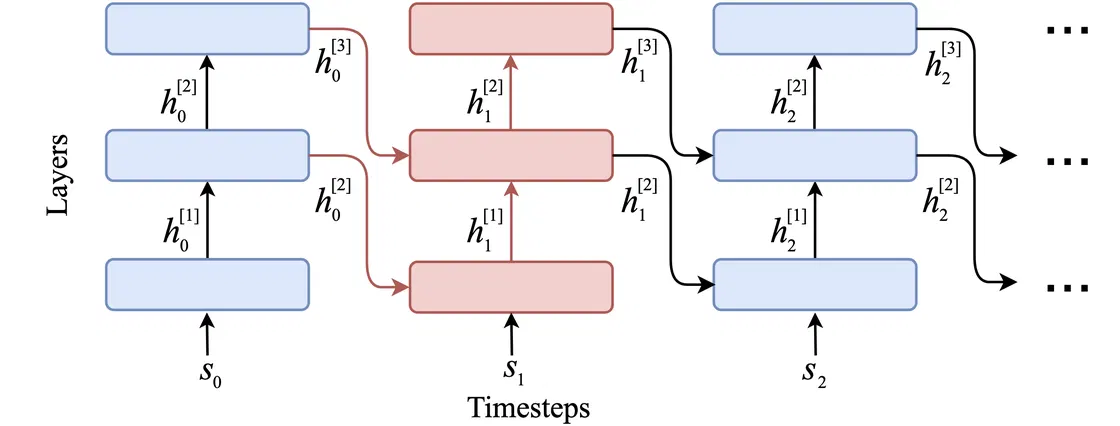 h₀^[3] h₁^[3] h₂^[3] ...
h₀^[2] h₁^[2] h₂^[2]
...
h₀^[2] h₁^[2] h₂^[2]
Layers
h₀^[1] h₁^[1] h₂^[1]
...
s₀ s₁ s₂
Timesteps